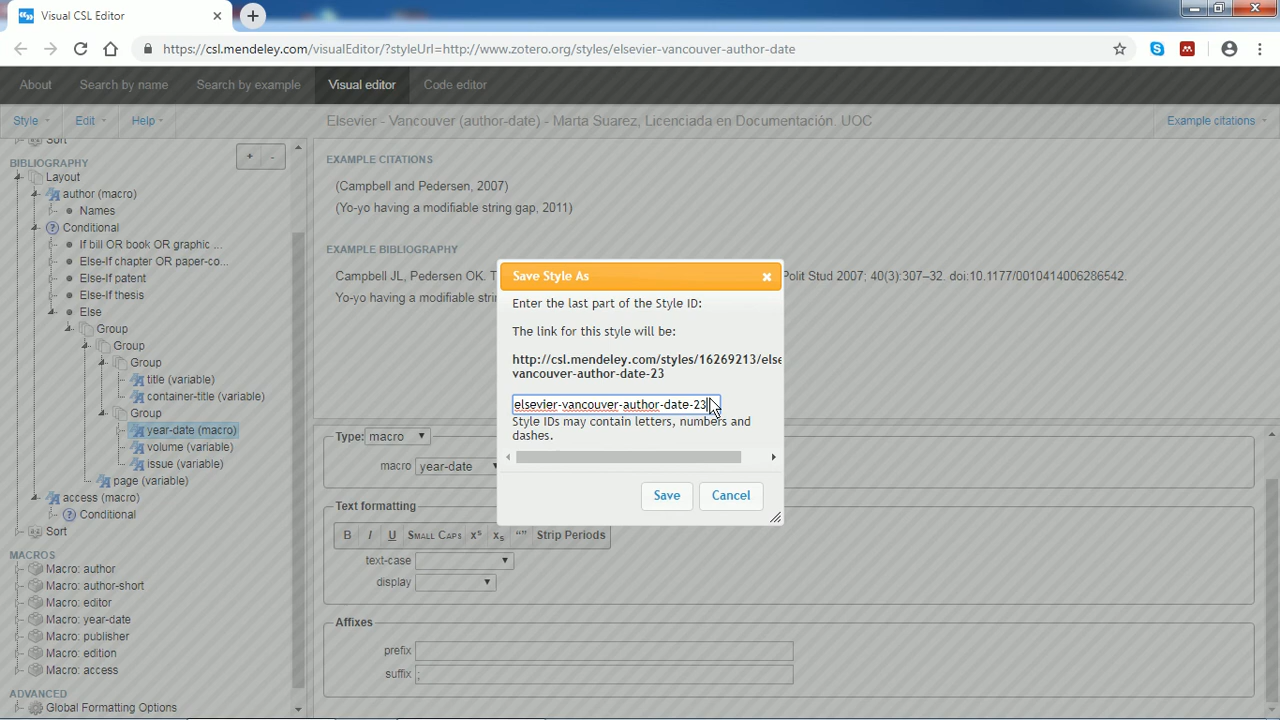 Visual CSL Editor
https://csl.mendeley.com/visualEditor/?styleUrl=http://www.zotero.org/styles/elsevier-vancouver-author-date
About Search by name Search by example Visual editor Code editor
Style Edit Help Elsevier - Vancouver (author-date) - Marta Suarez, Licenciada en Documentación. UOC Example citations
Sort
BIBLIOGRAPHY
Layout
author (macro)
Names
Conditional
If bill OR book OR graphic ...
Else-If chapter OR paper-co...
Else-If patent
Else-If thesis
Else
Group
Group
Group
title (variable)
container-title (variable)
Group
year-date (macro)
volume (variable)
issue (variable)
page (variable)
access (macro)
Conditional
Sort
MACROS
Macro: author
Macro: author-short
Macro: editor
Macro: year-date
Macro: publisher
Macro: edition
Macro: access
ADVANCED
Global Formatting Options
+ -
EXAMPLE CITATIONS
(Campbell and Pedersen, 2007)
(Yo-yo having a modifiable string gap, 2011)
EXAMPLE BIBLIOGRAPHY
Campbell JL, Pedersen OK. T Polit Stud 2007; 40(3):307–32. doi:10.1177/0010414006286542.
Yo-yo having a modifiable stri
Save Style As
Enter the last part of the Style ID:
The link for this style will be:
http://csl.mendeley.com/styles/16269213/else
vancouver-author-date-23
elsevier-vancouver-author-date-23
Style IDs may contain letters, numbers and
dashes.
Save Cancel
Type: macro
macro year-date
Text formatting
B I U SMALL CAPS x^s x_s “” Strip Periods
text-case
display
Affixes
prefix
suffix ;